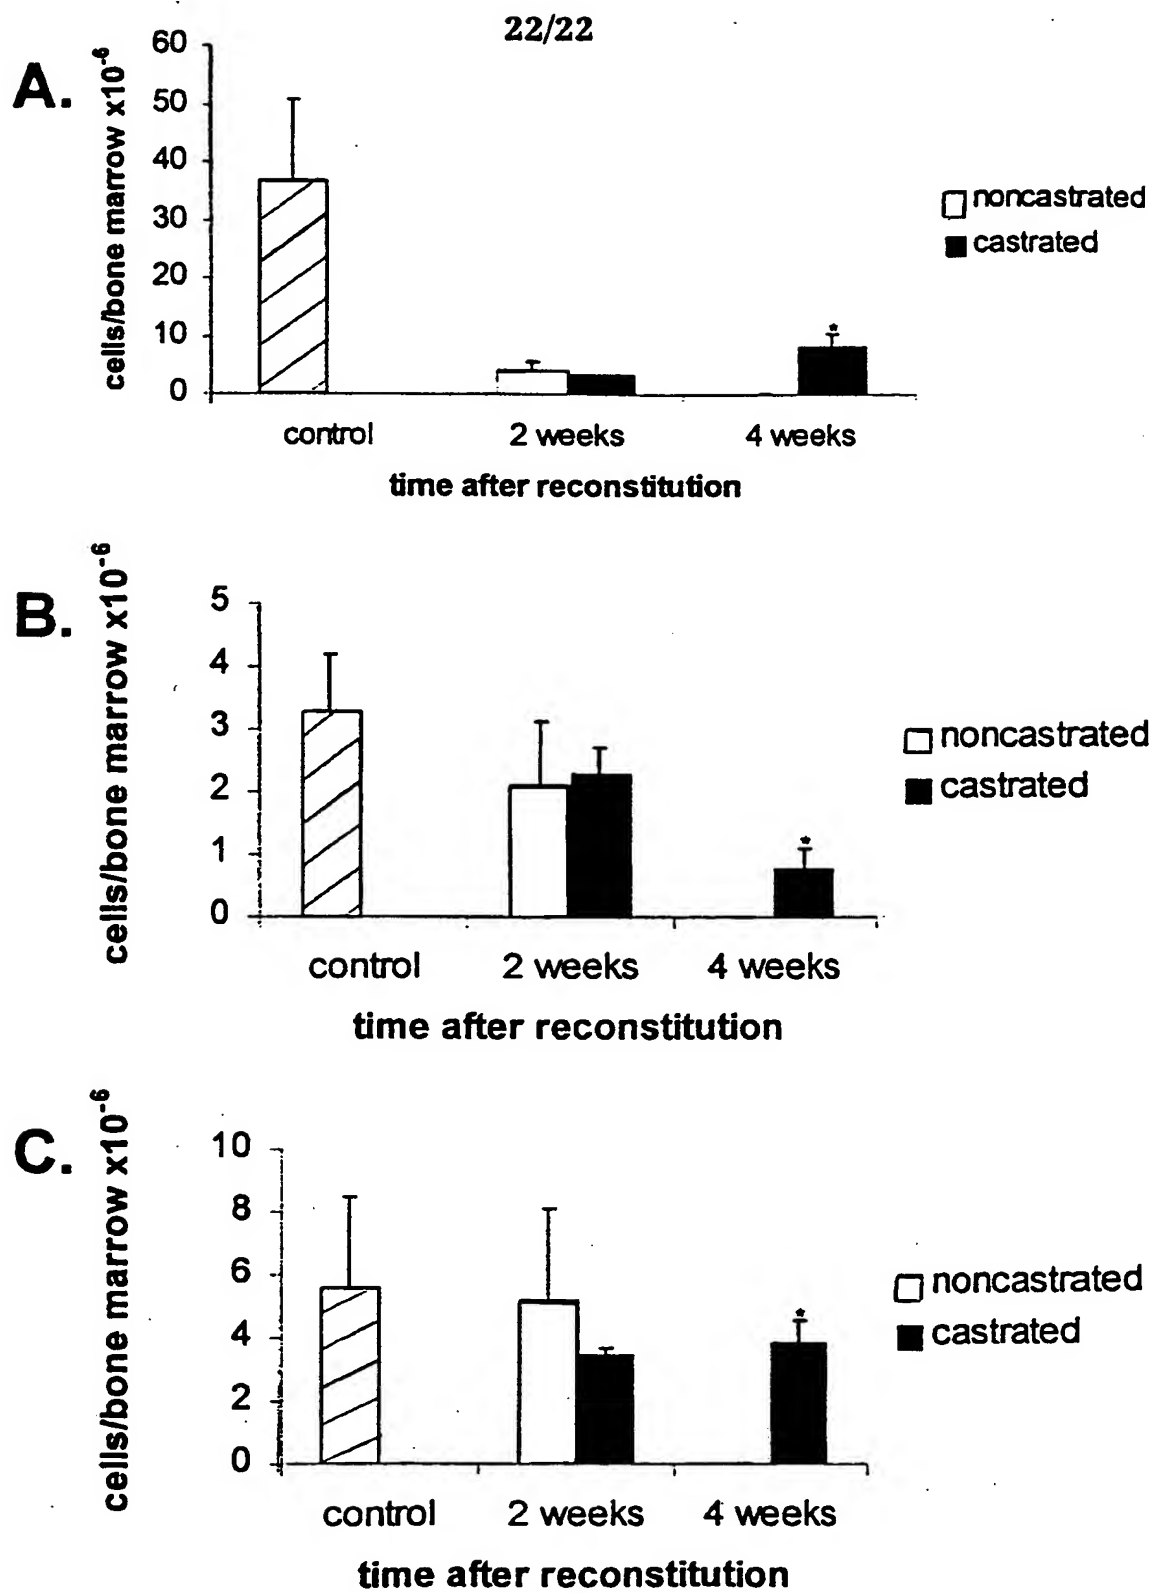 22/22
A.
cells/bone marrow x10-6
60
50
40
30
20
10
0
*
noncastrated
castrated
control 2 weeks 4 weeks
time after reconstitution
B.
cells/bone marrow x10-6
5
4
3
2
1
0
*
noncastrated
castrated
control 2 weeks 4 weeks
time after reconstitution
C.
cells/bone marrow x10-6
10
8
6
4
2
0
*
noncastrated
castrated
control 2 weeks 4 weeks
time after reconstitution